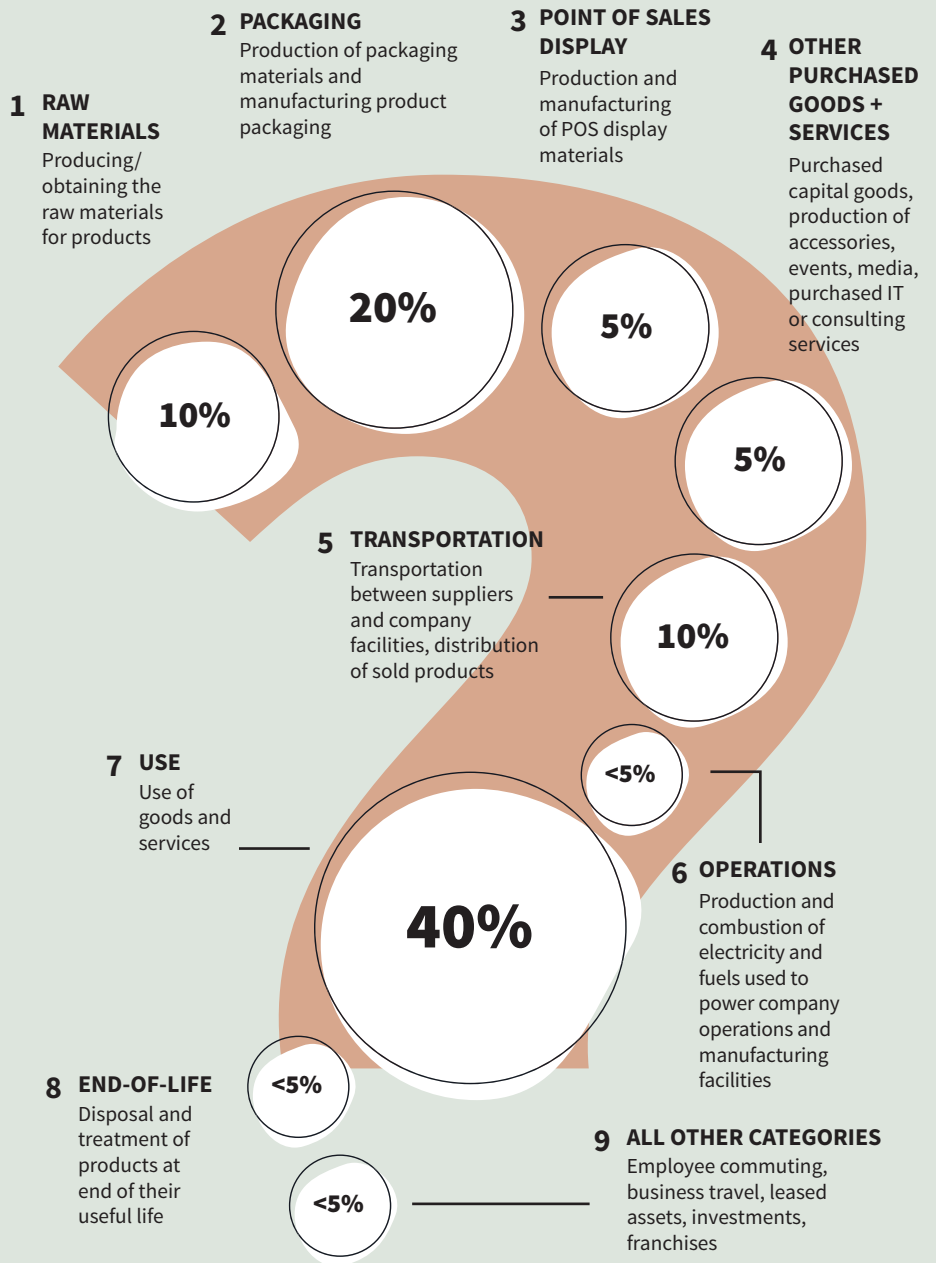 1 RAW
MATERIALS
Producing/
obtaining the
raw materials
for products
10%
2 PACKAGING
Production of packaging
materials and
manufacturing product
packaging
20%
3 POINT OF SALES
DISPLAY
Production and
manufacturing
of POS display
materials
5%
4 OTHER
PURCHASED
GOODS +
SERVICES
Purchased
capital goods,
production of
accessories,
events, media,
purchased IT
or consulting
services
5%
5 TRANSPORTATION
Transportation
between suppliers
and company
facilities, distribution
of sold products
10%
<5%
6 OPERATIONS
Production and
combustion of
electricity and
fuels used to
power company
operations and
manufacturing
facilities
7 USE
Use of
goods and
services
40%
8 END-OF-LIFE
Disposal and
treatment of
products at
end of their
useful life
<5%
9 ALL OTHER CATEGORIES
Employee commuting,
business travel, leased
assets, investments,
franchises
<5%